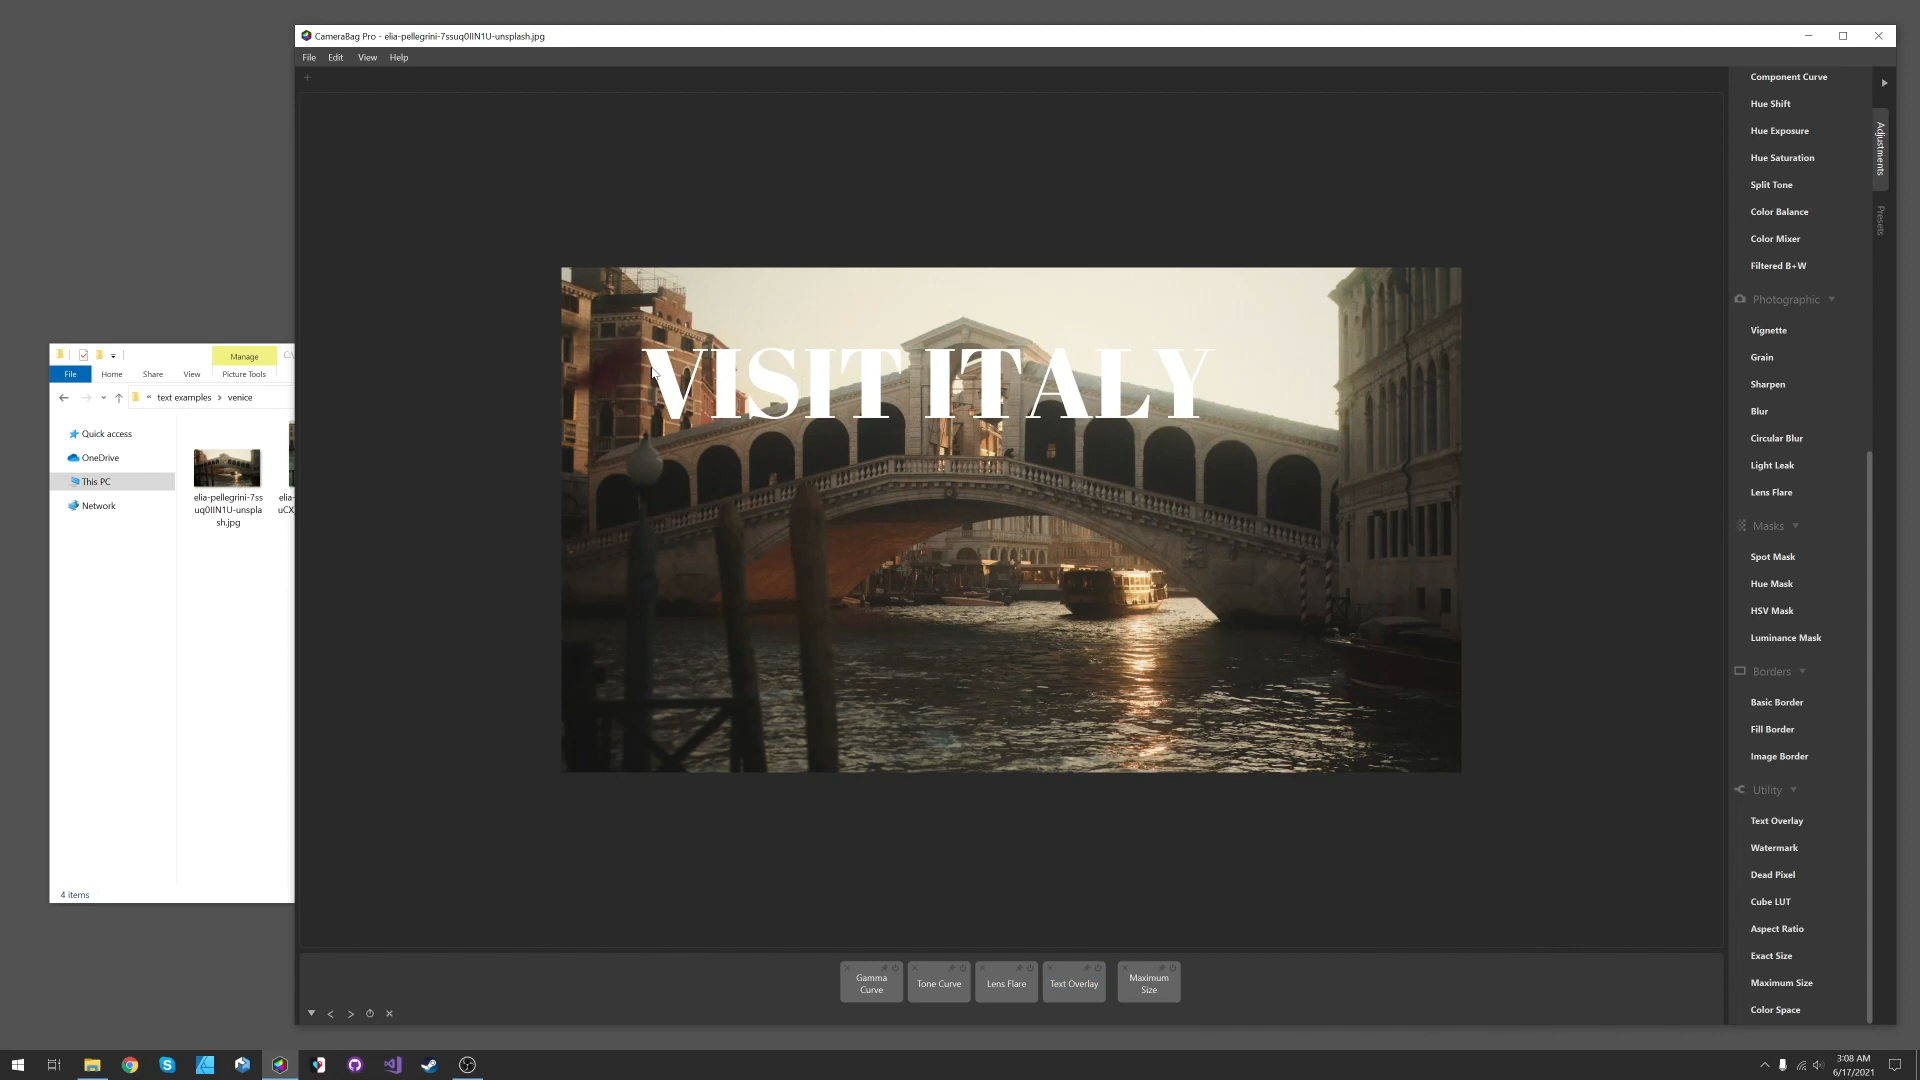 CameraBag Pro - elia-pellegrini-7ssuq0IIN1U-unsplash.jpg
File Edit View Help
+
VISIT ITALY
Manage
File Home Share View Picture Tools
« text examples > venice
Quick access
OneDrive
This PC
Network
elia-pellegrini-7ss
uq0IIN1U-unspla
sh.jpg
elia-
uCX
4 items
Component Curve
Hue Shift
Hue Exposure
Hue Saturation
Split Tone
Color Balance
Color Mixer
Filtered B+W
Photographic
Vignette
Grain
Sharpen
Blur
Circular Blur
Light Leak
Lens Flare
Masks
Spot Mask
Hue Mask
HSV Mask
Luminance Mask
Borders
Basic Border
Fill Border
Image Border
Utility
Text Overlay
Watermark
Dead Pixel
Cube LUT
Aspect Ratio
Exact Size
Maximum Size
Color Space
Adjustments
Presets
Gamma
Curve
Tone Curve
Lens Flare
Text Overlay
Maximum
Size
3:08 AM
6/17/2021